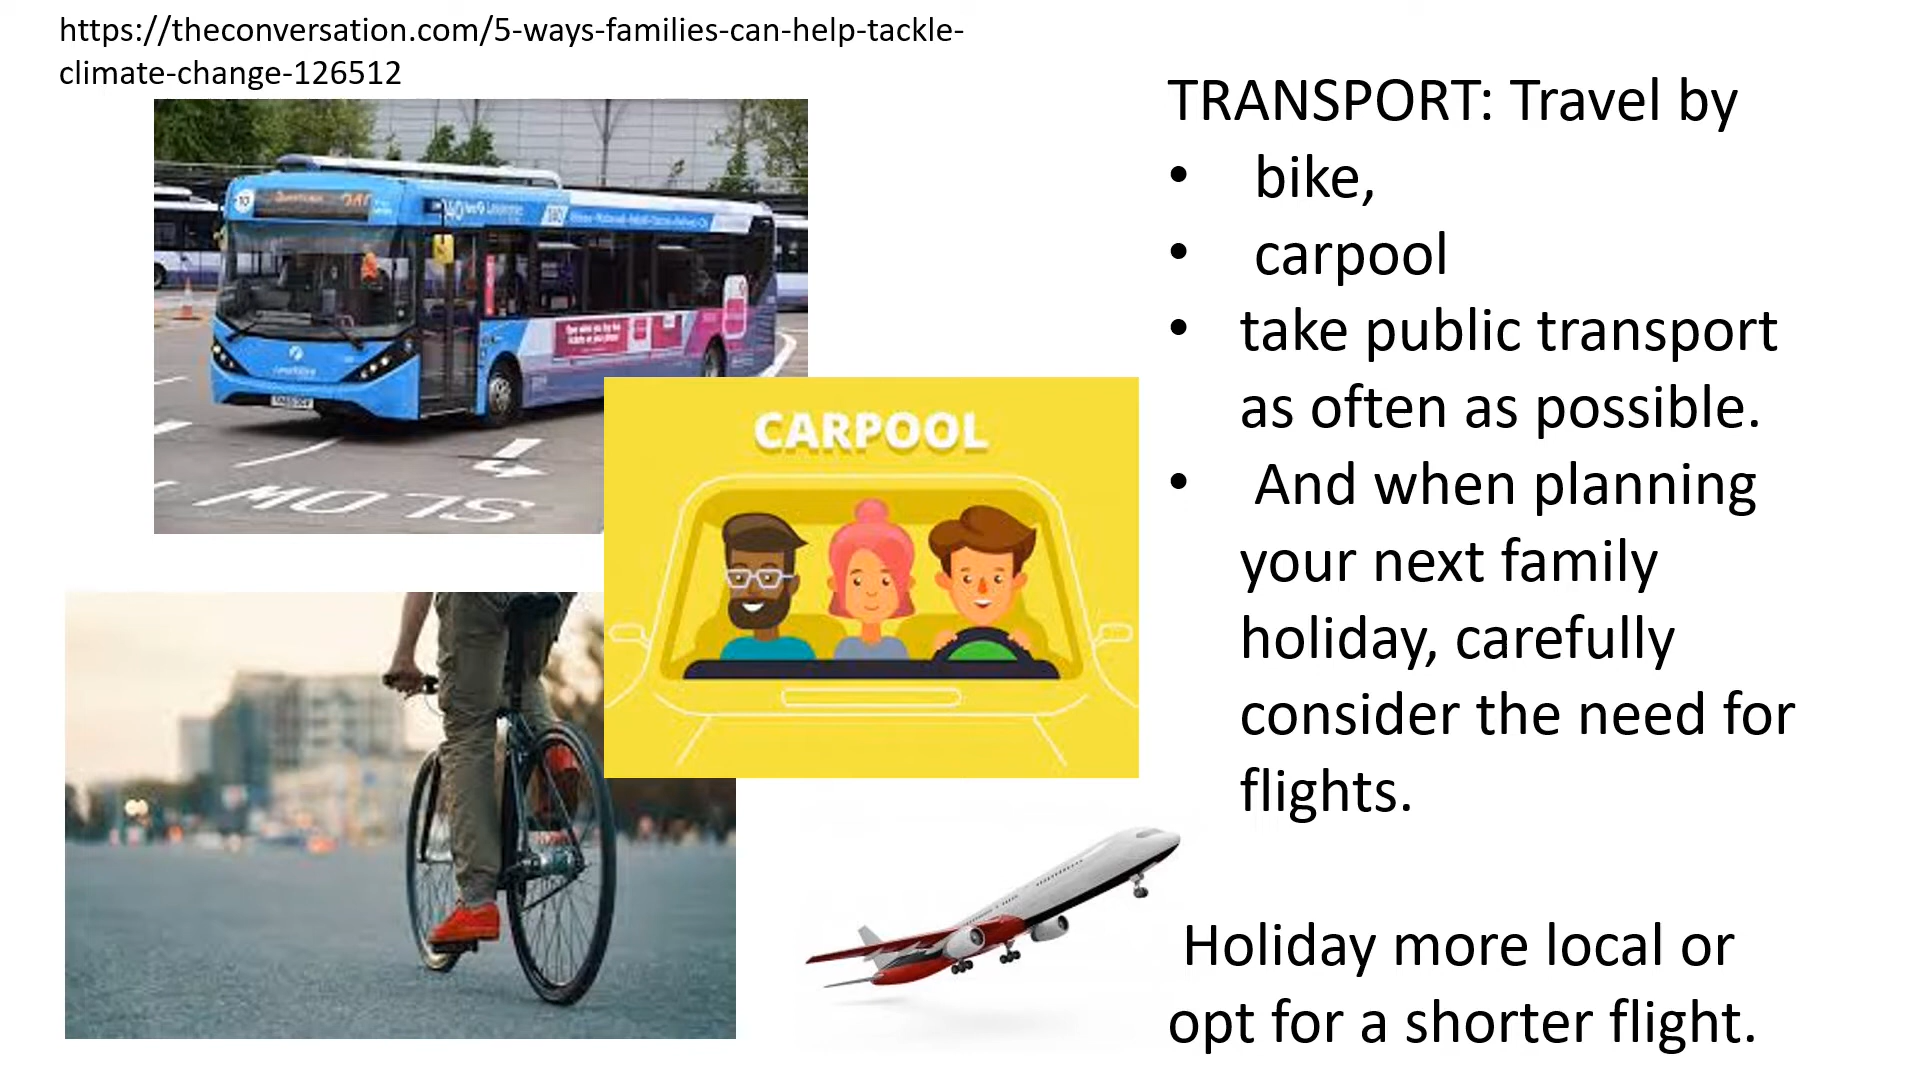 https://theconversation.com/5-ways-families-can-help-tackle-
climate-change-126512
TRANSPORT: Travel by
• bike,
• carpool
• take public transport
as often as possible.
• And when planning
your next family
holiday, carefully
consider the need for
flights.
Holiday more local or
opt for a shorter flight.
10
SLOW
CARPOOL